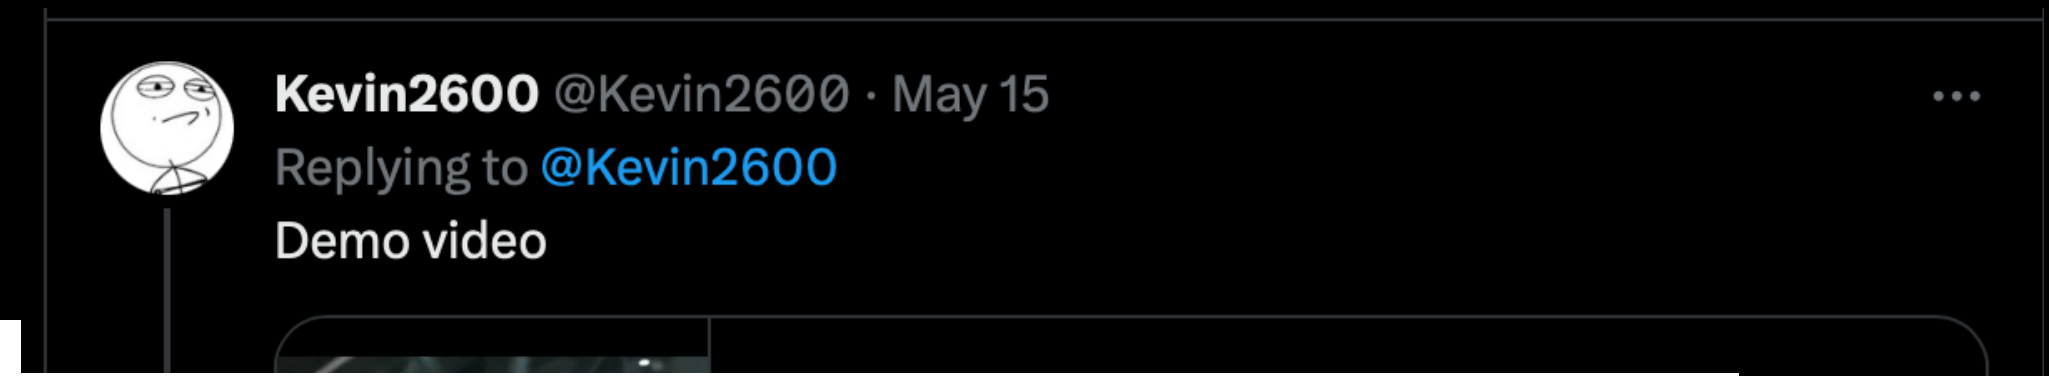 Kevin2600 @Kevin2600 · May 15
Replying to @Kevin2600
Demo video